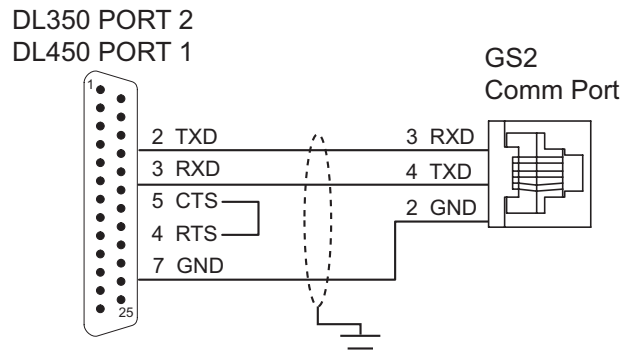 DL350 PORT 2
DL450 PORT 1
GS2
Comm Port
1
2 TXD
3 RXD
3 RXD
4 TXD
5 CTS
2 GND
4 RTS
7 GND
25